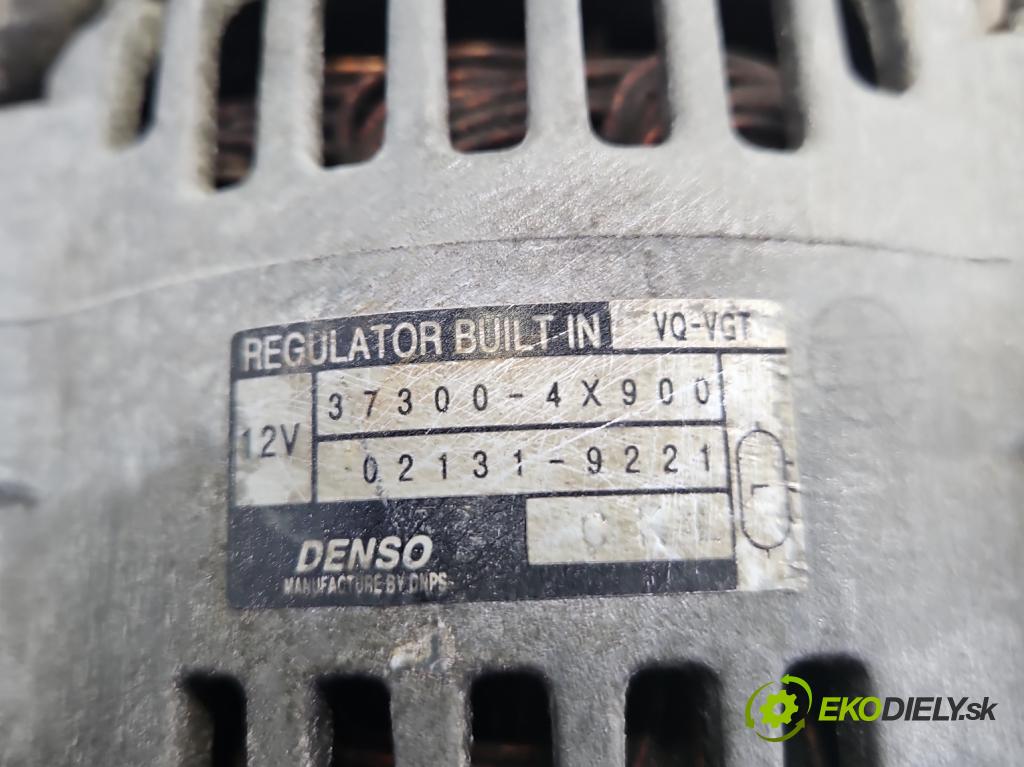 REGULATOR BUILT IN VQ-VGT
12V 37300-4X900
02131-9221
L
DENSO
MANUFACTURE BY DNPS
EKODIELY.sk